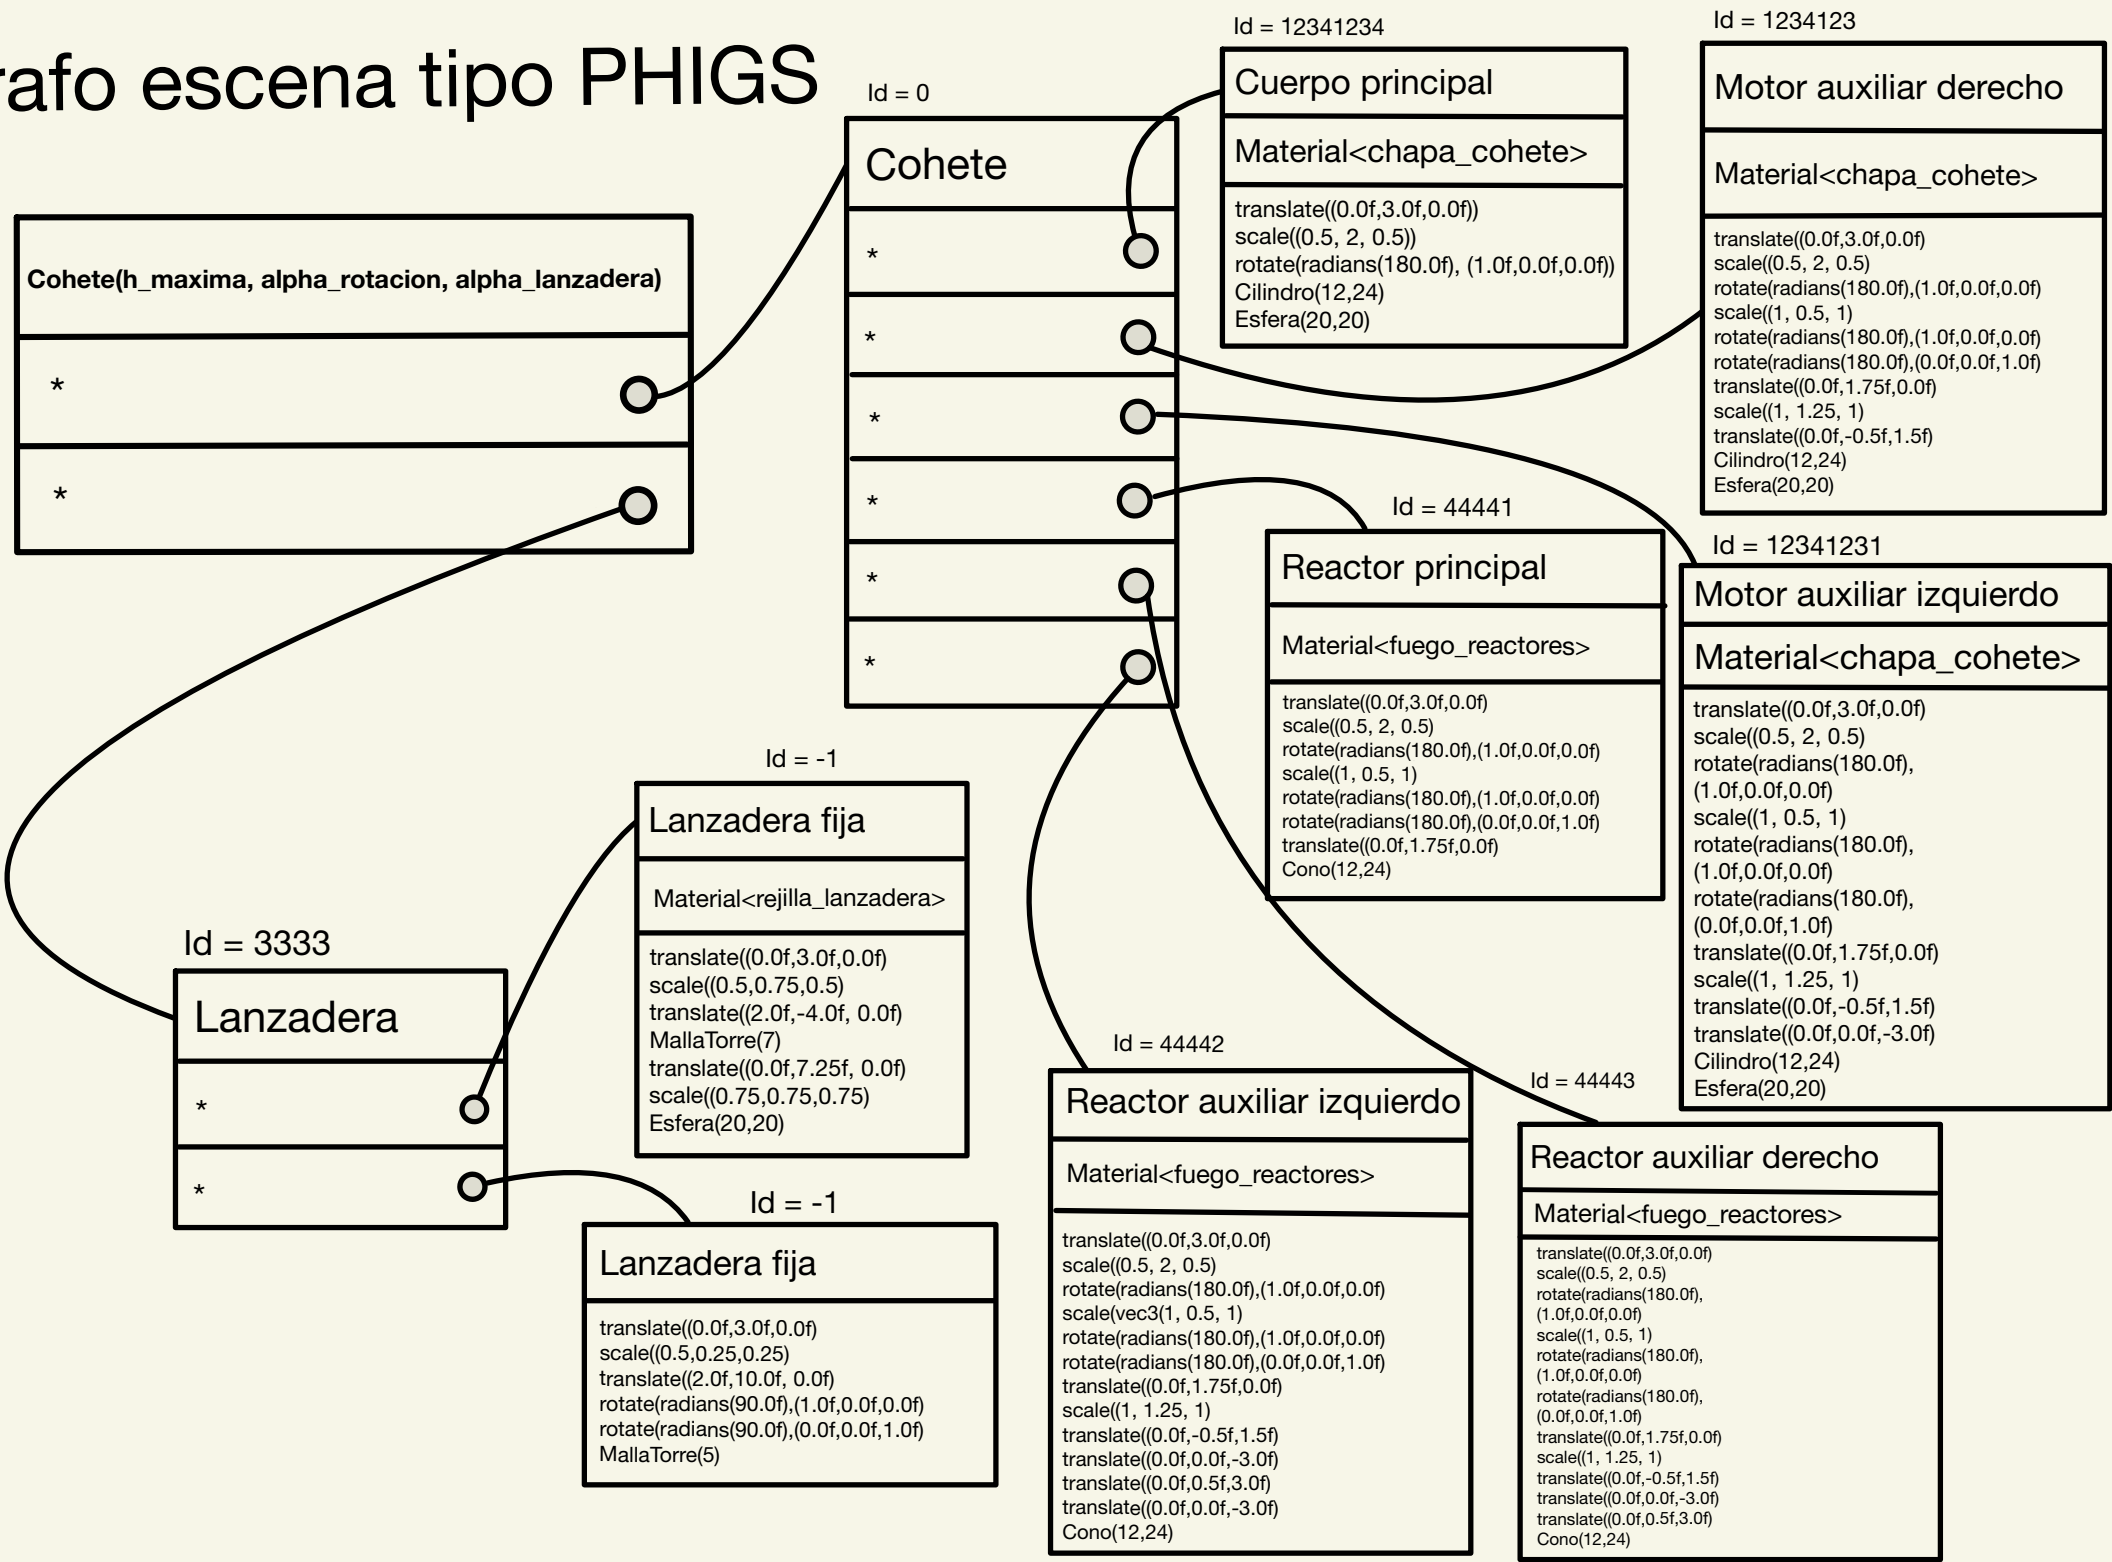 rafo escena tipo PHIGS
Cohete(h_maxima, alpha_rotacion, alpha_lanzadera)
*
*
Id = 0
Cohete
*
*
*
*
*
*
Id = 12341234
Cuerpo principal
Material<chapa_cohete>
translate((0.0f,3.0f,0.0f))
scale((0.5, 2, 0.5))
rotate(radians(180.0f), (1.0f,0.0f,0.0f))
Cilindro(12,24)
Esfera(20,20)
Id = 1234123
Motor auxiliar derecho
Material<chapa_cohete>
translate((0.0f,3.0f,0.0f)
scale((0.5, 2, 0.5)
rotate(radians(180.0f),(1.0f,0.0f,0.0f)
scale((1, 0.5, 1)
rotate(radians(180.0f),(1.0f,0.0f,0.0f)
rotate(radians(180.0f),(0.0f,0.0f,1.0f)
translate((0.0f,1.75f,0.0f)
scale((1, 1.25, 1)
translate((0.0f,-0.5f,1.5f)
Cilindro(12,24)
Esfera(20,20)
Id = 44441
Reactor principal
Material<fuego_reactores>
translate((0.0f,3.0f,0.0f)
scale((0.5, 2, 0.5)
rotate(radians(180.0f),(1.0f,0.0f,0.0f)
scale((1, 0.5, 1)
rotate(radians(180.0f),(1.0f,0.0f,0.0f)
rotate(radians(180.0f),(0.0f,0.0f,1.0f)
translate((0.0f,1.75f,0.0f)
Cono(12,24)
Id = 12341231
Motor auxiliar izquierdo
Material<chapa_cohete>
translate((0.0f,3.0f,0.0f)
scale((0.5, 2, 0.5)
rotate(radians(180.0f),
(1.0f,0.0f,0.0f)
scale((1, 0.5, 1)
rotate(radians(180.0f),
(1.0f,0.0f,0.0f)
rotate(radians(180.0f),
(0.0f,0.0f,1.0f)
translate((0.0f,1.75f,0.0f)
scale((1, 1.25, 1)
translate((0.0f,-0.5f,1.5f)
translate((0.0f,0.0f,-3.0f)
Cilindro(12,24)
Esfera(20,20)
Id = -1
Lanzadera fija
Material<rejilla_lanzadera>
translate((0.0f,3.0f,0.0f)
scale((0.5,0.75,0.5)
translate((2.0f,-4.0f, 0.0f)
MallaTorre(7)
translate((0.0f,7.25f, 0.0f)
scale((0.75,0.75,0.75)
Esfera(20,20)
Id = 3333
Lanzadera
*
*
Id = -1
Lanzadera fija
translate((0.0f,3.0f,0.0f)
scale((0.5,0.25,0.25)
translate((2.0f,10.0f, 0.0f)
rotate(radians(90.0f),(1.0f,0.0f,0.0f)
rotate(radians(90.0f),(0.0f,0.0f,1.0f)
MallaTorre(5)
Id = 44442
Reactor auxiliar izquierdo
Material<fuego_reactores>
translate((0.0f,3.0f,0.0f)
scale((0.5, 2, 0.5)
rotate(radians(180.0f),(1.0f,0.0f,0.0f)
scale(vec3(1, 0.5, 1)
rotate(radians(180.0f),(1.0f,0.0f,0.0f)
rotate(radians(180.0f),(0.0f,0.0f,1.0f)
translate((0.0f,1.75f,0.0f)
scale((1, 1.25, 1)
translate((0.0f,-0.5f,1.5f)
translate((0.0f,0.0f,-3.0f)
translate((0.0f,0.5f,3.0f)
translate((0.0f,0.0f,-3.0f)
Cono(12,24)
Id = 44443
Reactor auxiliar derecho
Material<fuego_reactores>
translate((0.0f,3.0f,0.0f)
scale((0.5, 2, 0.5)
rotate(radians(180.0f),
(1.0f,0.0f,0.0f)
scale((1, 0.5, 1)
rotate(radians(180.0f),
(1.0f,0.0f,0.0f)
rotate(radians(180.0f),
(0.0f,0.0f,1.0f)
translate((0.0f,1.75f,0.0f)
scale((1, 1.25, 1)
translate((0.0f,-0.5f,1.5f)
translate((0.0f,0.0f,-3.0f)
translate((0.0f,0.5f,3.0f)
Cono(12,24)